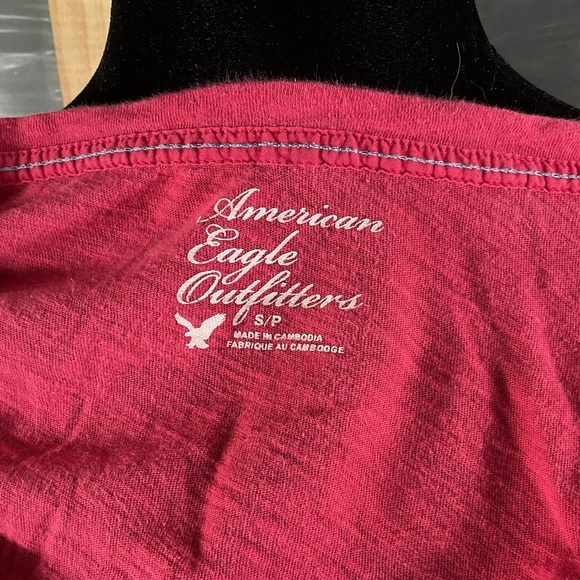 American
Eagle
Outfitters
S/P
MADE IN CAMBODIA
FABRIQUE AU CAMBODGE